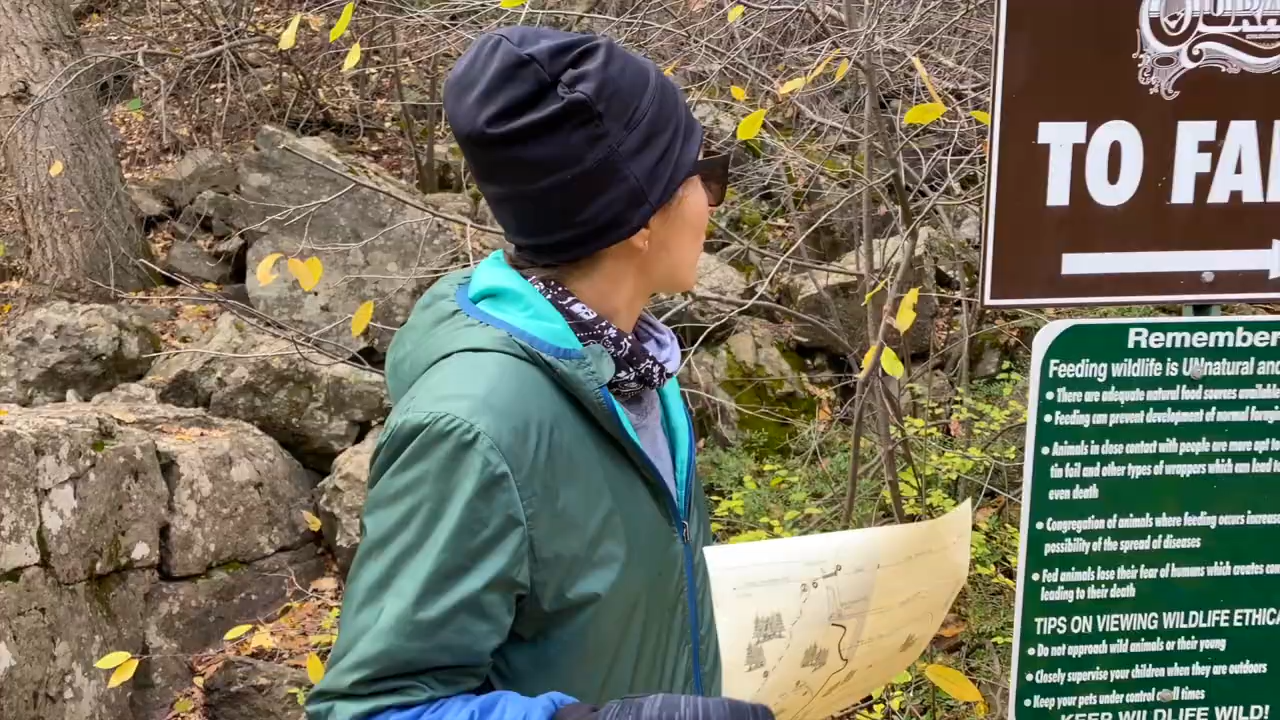 TO FA
Remember
Feeding wildlife is UNnatural and
• There are adequate natural food sources available
• Feeding can prevent development of normal
• Animals in close contact with people are more apt to
tin foil and other types of wrappers which can lead to
even death
• Congregation of animals where feeding occurs
possibility of the spread of diseases
• Fed animals lose their fear of humans which creates
leading to their death
TIPS ON VIEWING WILDLIFE
• Do not approach wild animals or their young
• Closely supervise your children when they are outdoors
• Keep your pets under control all times
KEEP WILDLIFE WILD!